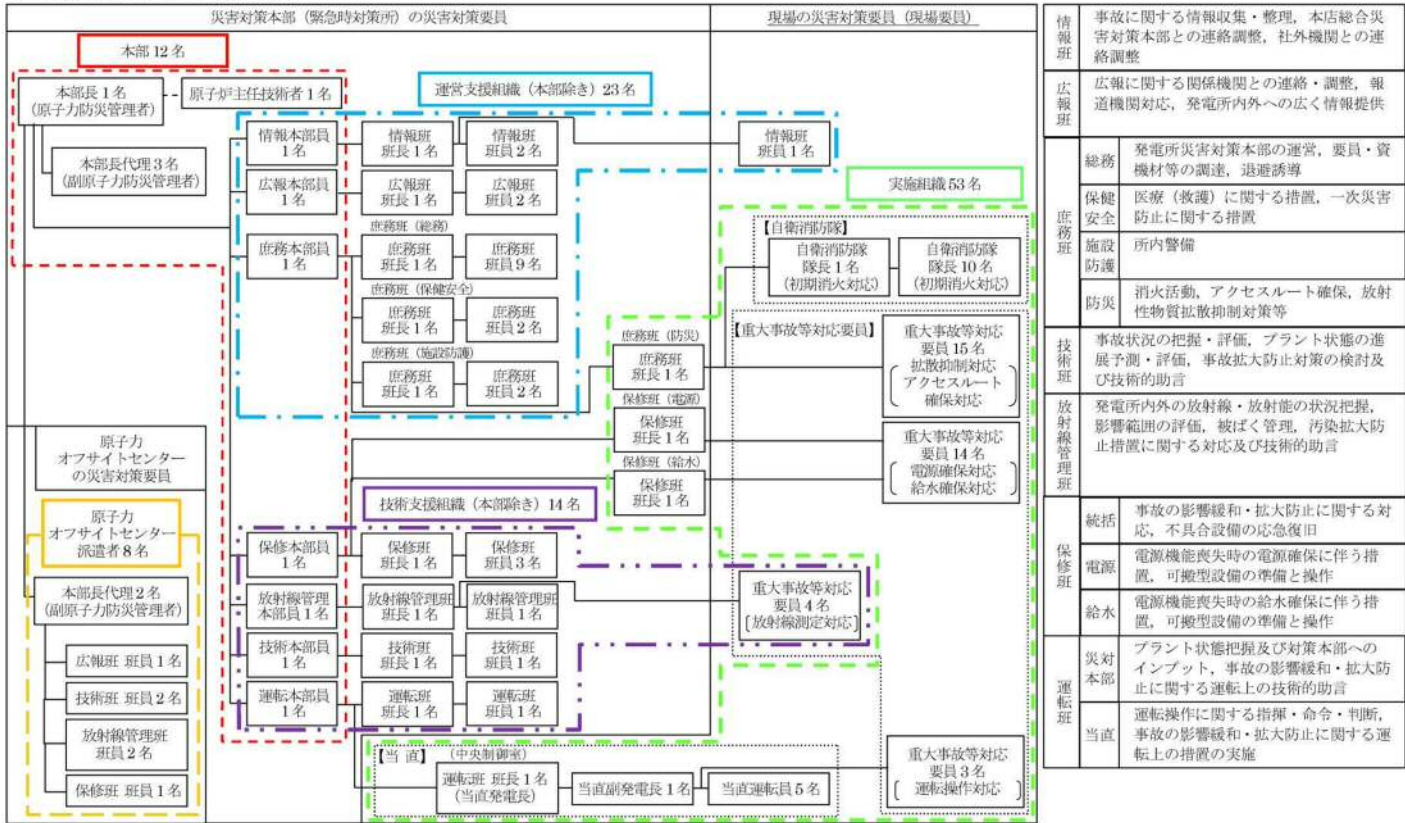 災害対策本部（緊急時対策所）の災害対策要員
現場の災害対策要員（現場要員）
本部 12 名
本部長 1 名
（原子力防災管理者）
原子炉主任技術者 1 名
本部長代理 3 名
（副原子力防災管理者）
運営支援組織（本部除き）23 名
情報本部員
1 名
情報班
班長 1 名
情報班
班員 2 名
情報班
班員 1 名
広報本部員
1 名
広報班
班長 1 名
広報班
班員 2 名
庶務班（総務）
庶務本部員
1 名
庶務班
班長 1 名
庶務班
班員 9 名
庶務班（保健安全）
庶務班
班長 1 名
庶務班
班員 2 名
庶務班（施設防護）
庶務班
班長 1 名
庶務班
班員 2 名
実施組織 53 名
【自衛消防隊】
自衛消防隊
隊長 1 名
（初期消火対応）
自衛消防隊
隊長 10 名
（初期消火対応）
【重大事故等対応要員】
庶務班（防災）
庶務班
班長 1 名
重大事故等対応
要員 15 名
拡散抑制対応
アクセスルート
確保対応
保修班（電源）
保修班
班長 1 名
保修班（給水）
保修班
班長 1 名
重大事故等対応
要員 14 名
電源確保対応
給水確保対応
技術支援組織（本部除き）14 名
保修本部員
1 名
保修班
班長 1 名
保修班
班員 3 名
放射線管理
本部員 1 名
放射線管理班
班長 1 名
放射線管理班
班員 1 名
重大事故等対応
要員 4 名
〔放射線測定対応〕
技術本部員
1 名
技術班
班長 1 名
技術班
班員 1 名
運転本部員
1 名
運転班
班長 1 名
運転班
班員 1 名
【当 直】
（中央制御室）
運転班 班長 1 名
（当直発電長）
当直副発電長 1 名
当直運転員 5 名
重大事故等対応
要員 3 名
〔運転操作対応〕
原子力
オフサイトセンター
の災害対策要員
原子力
オフサイトセンター
派遣者 8 名
本部長代理 2 名
（副原子力防災管理者）
広報班 班員 1 名
技術班 班員 2 名
放射線管理班
班員 2 名
保修班 班員 1 名
情報班
事故に関する情報収集・整理，本店総合災
害対策本部との連絡調整，社外機関との連
絡調整
広報班
広報に関する関係機関との連絡・調整，報
道機関対応，発電所内外への広く情報提供
庶務班
総務
発電所災害対策本部の運営，要員・資
機材等の調達，退避誘導
保健
安全
医療（救護）に関する措置，一次災害
防止に関する措置
施設
防護
所内警備
防災
消火活動，アクセスルート確保，放射
性物質拡散抑制対策等
技術班
事故状況の把握・評価，プラント状態の進
展予測・評価，事故拡大防止対策の検討及
び技術的助言
放射線管理班
発電所内外の放射線・放射能の状況把握，
影響範囲の評価，被ばく管理，汚染拡大防
止措置に関する対応及び技術的助言
保修班
統括
事故の影響緩和・拡大防止に関する対
応，不具合設備の応急復旧
電源
電源機能喪失時の電源確保に伴う措
置，可搬型設備の準備と操作
給水
電源機能喪失時の給水確保に伴う措
置，可搬型設備の準備と操作
運転班
災対
本部
プラント状態把握及び対策本部への
インプット，事故の影響緩和・拡大防
止に関する運転上の技術的助言
当直
運転操作に関する指揮・命令・判断，
事故の影響緩和・拡大防止に関する運
転上の措置の実施